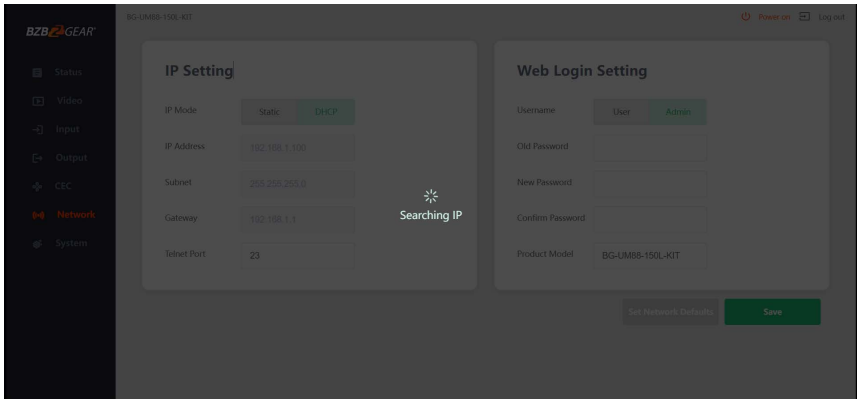 BG-UM88-150L-KIT
Power on Log out
BZBGEAR
Status
Video
Input
Output
CEC
Network
System
IP Setting
IP Mode Static DHCP
IP Address 192.168.1.100
Subnet 255.255.255.0
Gateway 192.168.1.1
Telnet Port 23
Searching IP
Web Login Setting
Username User Admin
Old Password
New Password
Confirm Password
Product Model BG-UM88-150L-KIT
Set Network Defaults Save